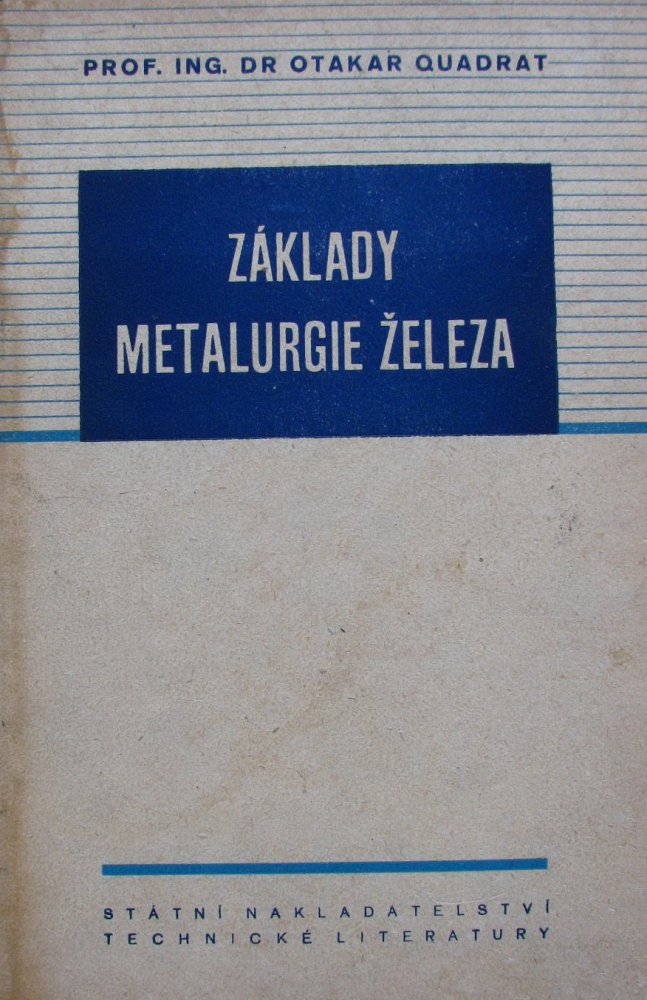 PROF. ING. DR OTAKAR QUADRAT
ZÁKLADY
METALURGIE ŽELEZA
STÁTNÍ NAKLADATELSTVÍ
TECHNICKÉ LITERATURY